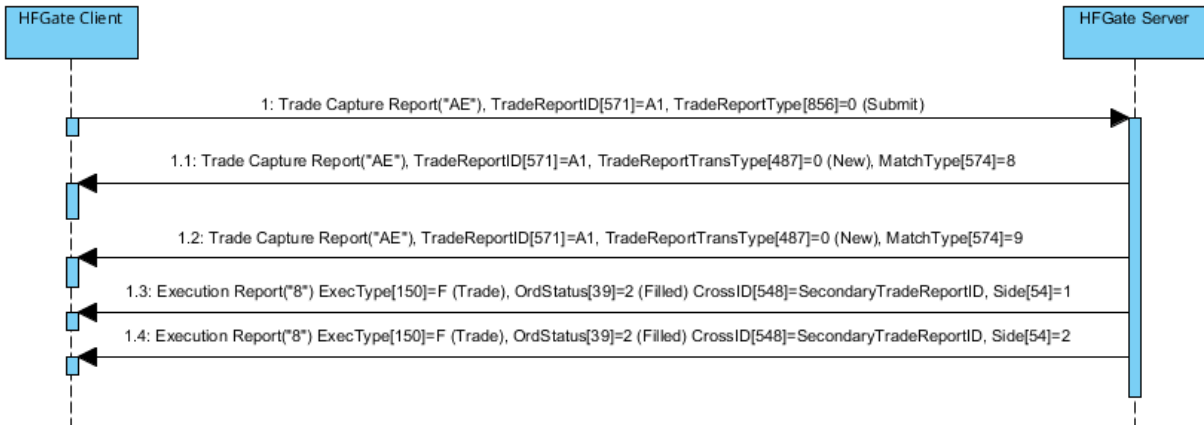 HFGate Client
HFGate Server
1: Trade Capture Report("AE"), TradeReportID[571]=A1, TradeReportType[856]=0 (Submit)
1.1: Trade Capture Report("AE"), TradeReportID[571]=A1, TradeReportTransType[487]=0 (New), MatchType[574]=8
1.2: Trade Capture Report("AE"), TradeReportID[571]=A1, TradeReportTransType[487]=0 (New), MatchType[574]=9
1.3: Execution Report("8") ExecType[150]=F (Trade), OrdStatus[39]=2 (Filled) CrossID[548]=SecondaryTradeReportID, Side[54]=1
1.4: Execution Report("8") ExecType[150]=F (Trade), OrdStatus[39]=2 (Filled) CrossID[548]=SecondaryTradeReportID, Side[54]=2